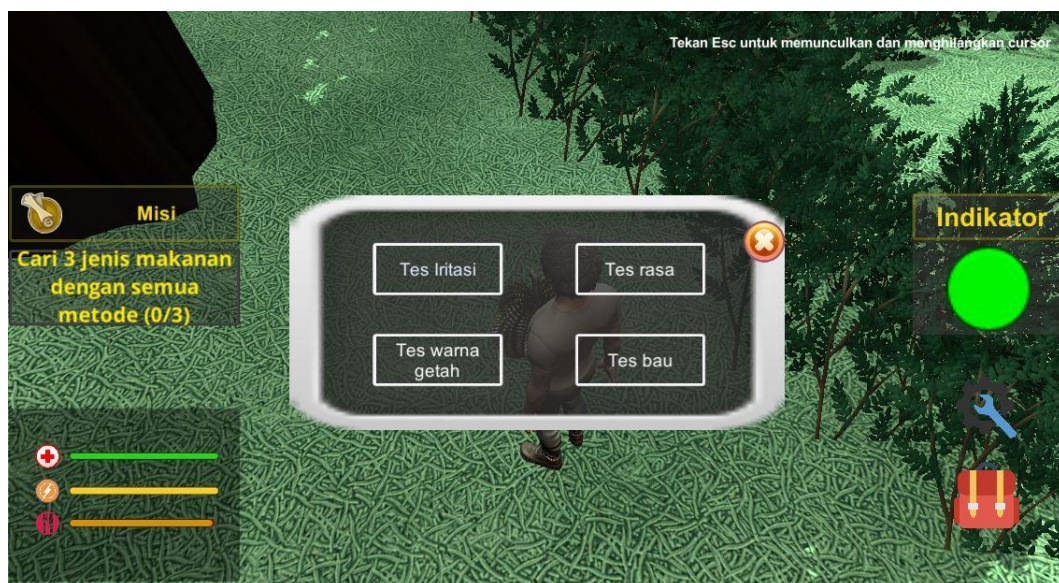 Tekan Esc untuk memunculkan dan menghilangkan cursor
Misi
Cari 3 jenis makanan
dengan semua
metode (0/3)
Tes Iritasi
Tes rasa
Tes warna
getah
Tes bau
Indikator